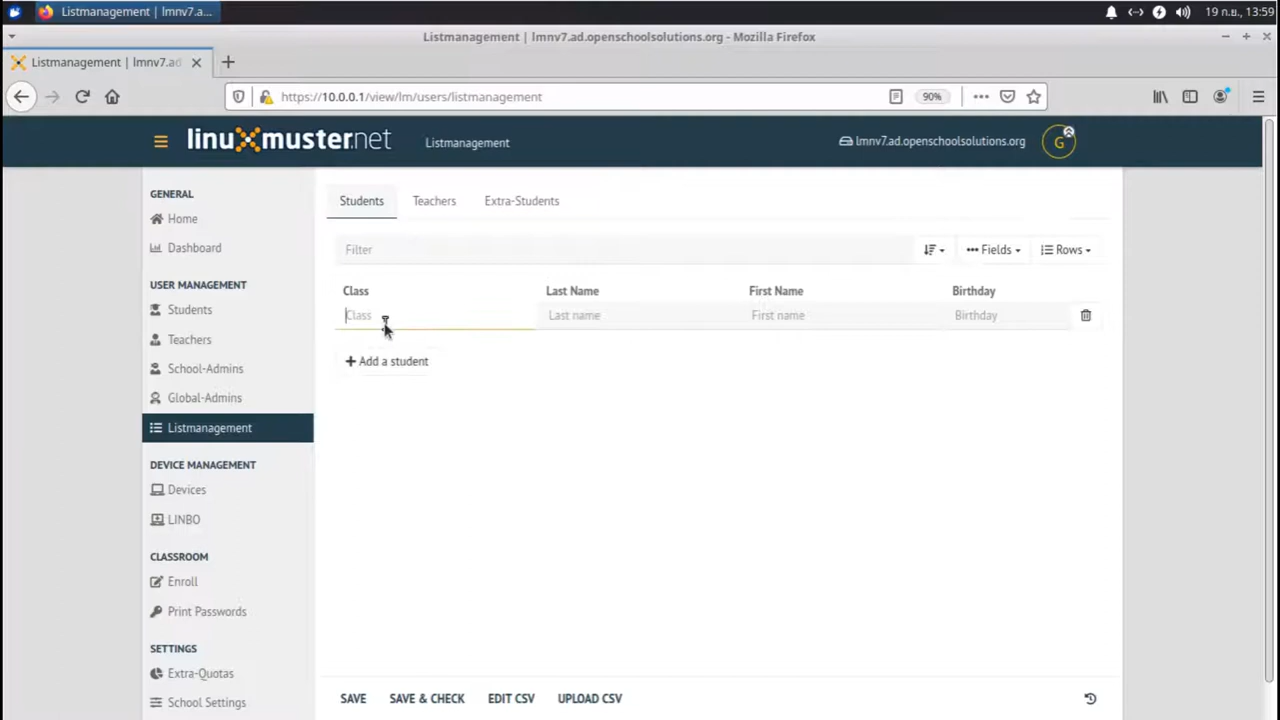 Listmanagement | lmnv7.a...
19 ก.ย., 13:59
Listmanagement | lmnv7.ad.openschoolsolutions.org - Mozilla Firefox
Listmanagement | lmnv7.ad
https://10.0.0.1/view/lm/users/listmanagement
90%
linuxmuster.net
Listmanagement
lmnv7.ad.openschoolsolutions.org
G
GENERAL
Home
Dashboard
USER MANAGEMENT
Students
Teachers
School-Admins
Global-Admins
Listmanagement
DEVICE MANAGEMENT
Devices
LINBO
CLASSROOM
Enroll
Print Passwords
SETTINGS
Extra-Quotas
School Settings
Students Teachers Extra-Students
Filter
Fields
Rows
Class Last Name First Name Birthday
Class Last name First name Birthday
+ Add a student
SAVE SAVE & CHECK EDIT CSV UPLOAD CSV